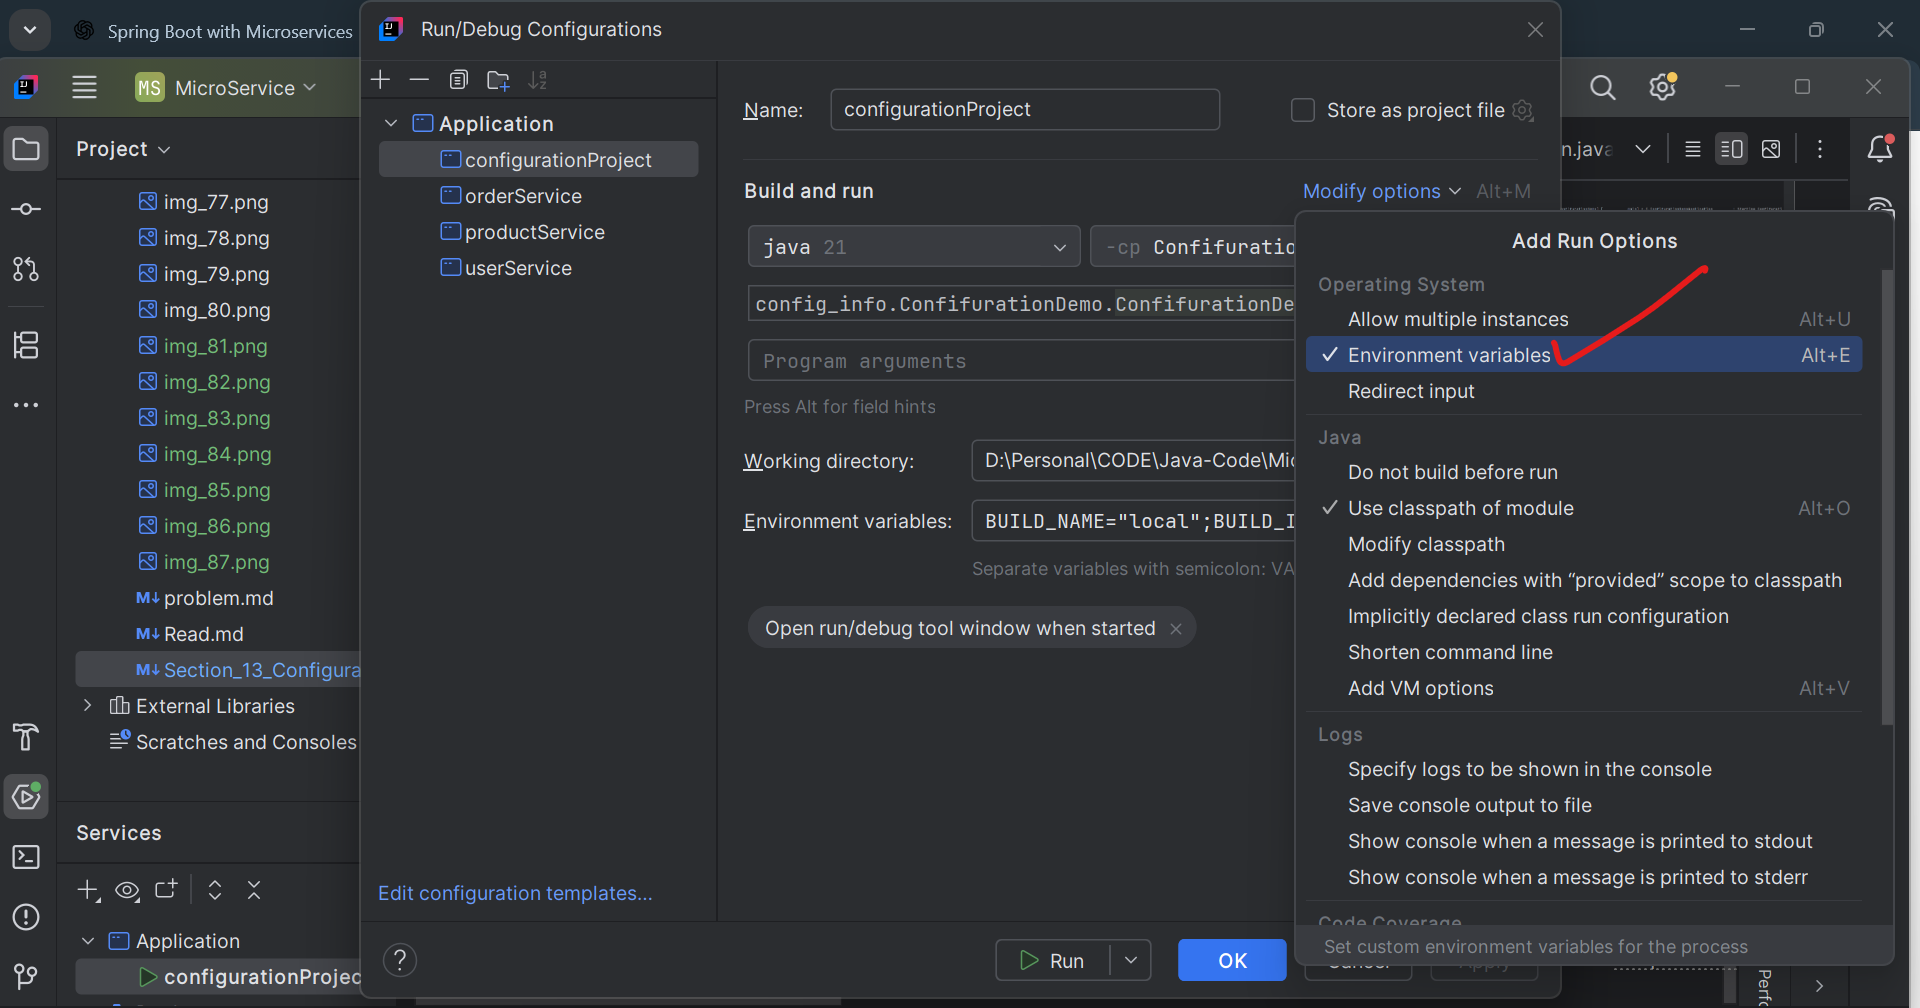 Spring Boot with Microservices
Run/Debug Configurations
MS MicroService
Project
img_77.png
img_78.png
img_79.png
img_80.png
img_81.png
img_82.png
img_83.png
img_84.png
img_85.png
img_86.png
img_87.png
M↓ problem.md
M↓ Read.md
M↓ Section_13_Configura
External Libraries
Scratches and Consoles
Services
Application
configurationProjec
Application
configurationProject
orderService
productService
userService
Edit configuration templates...
Name: configurationProject
Store as project file
Build and run
Modify options Alt+M
java 21
-cp Confifuratio
config_info.ConfifurationDemo.ConfifurationDe
Program arguments
Press Alt for field hints
Working directory: D:\Personal\CODE\Java-Code\Mic
Environment variables: BUILD_NAME="local";BUILD_I
Separate variables with semicolon: VA
Open run/debug tool window when started
? Run OK Cancel Apply
n.java
Add Run Options
Operating System
Allow multiple instances Alt+U
✓ Environment variables Alt+E
Redirect input
Java
Do not build before run
✓ Use classpath of module Alt+O
Modify classpath
Add dependencies with “provided” scope to classpath
Implicitly declared class run configuration
Shorten command line
Add VM options Alt+V
Logs
Specify logs to be shown in the console
Save console output to file
Show console when a message is printed to stdout
Show console when a message is printed to stderr
Code Coverage
Set custom environment variables for the process
Perfo